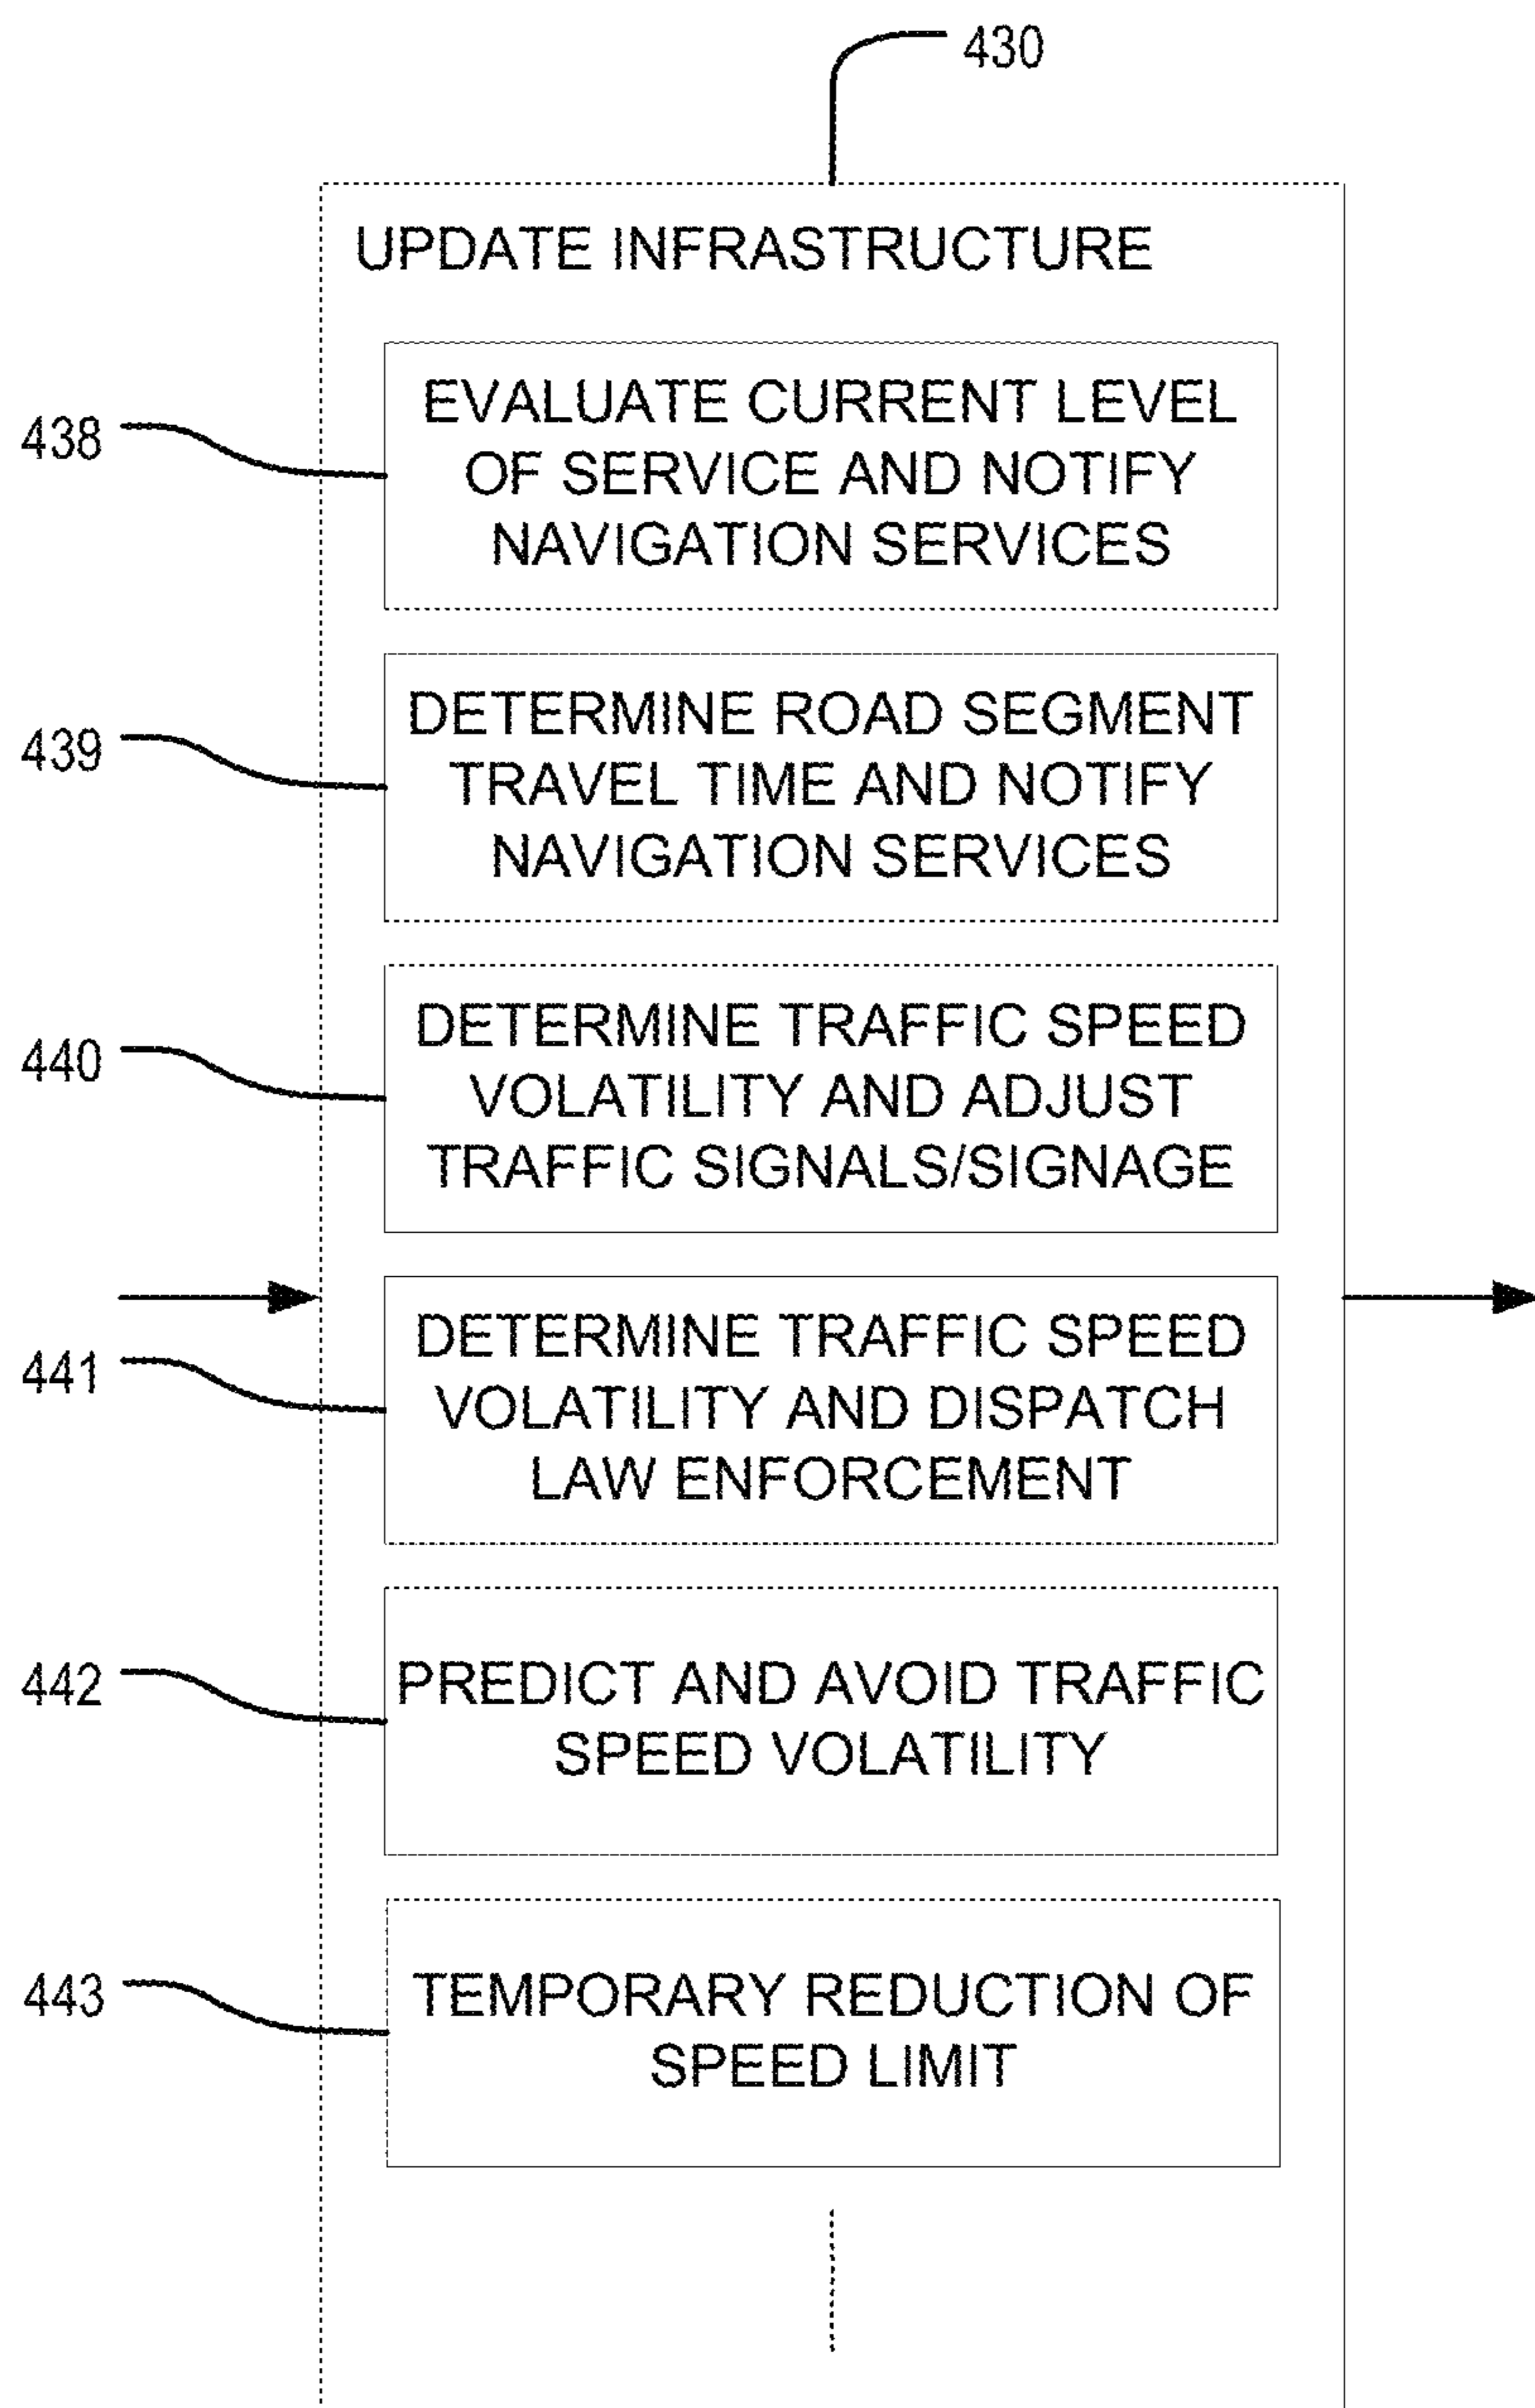 430
UPDATE INFRASTRUCTURE
438
EVALUATE CURRENT LEVEL
OF SERVICE AND NOTIFY
NAVIGATION SERVICES
439
DETERMINE ROAD SEGMENT
TRAVEL TIME AND NOTIFY
NAVIGATION SERVICES
440
DETERMINE TRAFFIC SPEED
VOLATILITY AND ADJUST
TRAFFIC SIGNALS/SIGNAGE
441
DETERMINE TRAFFIC SPEED
VOLATILITY AND DISPATCH
LAW ENFORCEMENT
442
PREDICT AND AVOID TRAFFIC
SPEED VOLATILITY
443
TEMPORARY REDUCTION OF
SPEED LIMIT